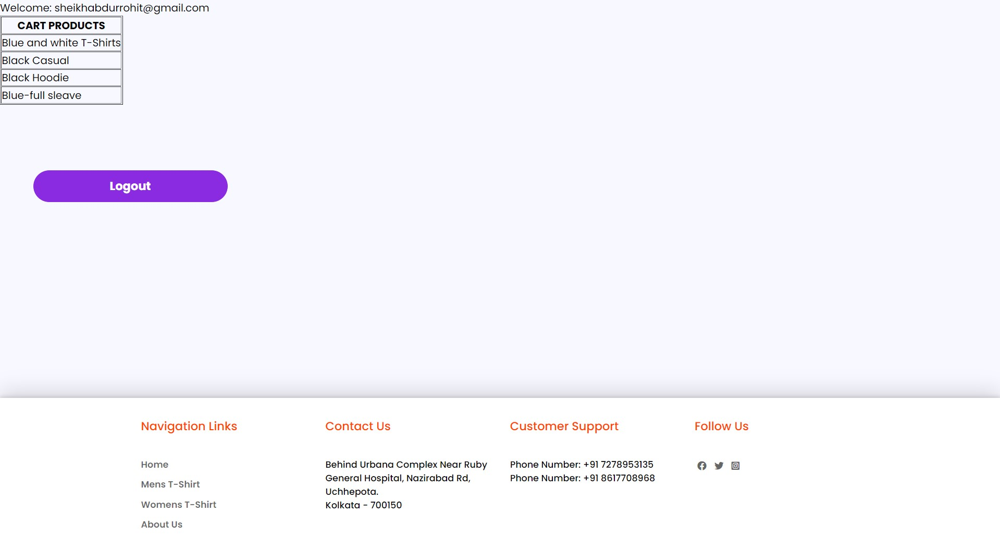 Welcome: sheikhabdurrohit@gmail.com
CART PRODUCTS
Blue and white T-Shirts
Black Casual
Black Hoodie
Blue-full sleave
Logout
Navigation Links
Home
Mens T-Shirt
Womens T-Shirt
About Us
Contact Us
Behind Urbana Complex Near Ruby
General Hospital, Nazirabad Rd,
Uchhepota.
Kolkata - 700150
Customer Support
Phone Number: +91 7278953135
Phone Number: +91 8617708968
Follow Us